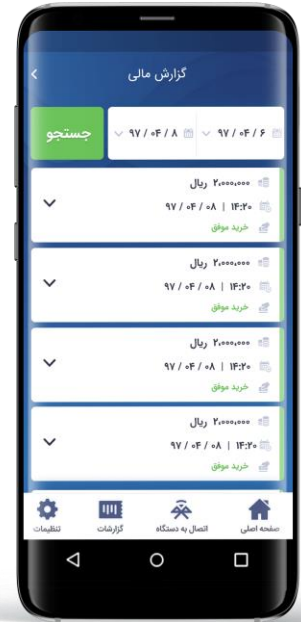 گزارش مالی
۹۷ / ۰۴ / ۶ ۹۷ / ۰۴ / ۸ جستجو
۲،۰۰۰،۰۰۰ ریال
۱۴:۲۰ | ۹۷ / ۰۴ / ۰۸
خرید موفق
۲،۰۰۰،۰۰۰ ریال
۱۴:۲۰ | ۹۷ / ۰۴ / ۰۸
خرید موفق
۲،۰۰۰،۰۰۰ ریال
۱۴:۲۰ | ۹۷ / ۰۴ / ۰۸
خرید موفق
۲،۰۰۰،۰۰۰ ریال
۱۴:۲۰ | ۹۷ / ۰۴ / ۰۸
خرید موفق
صفحه اصلی اتصال به دستگاه گزارشات تنظیمات